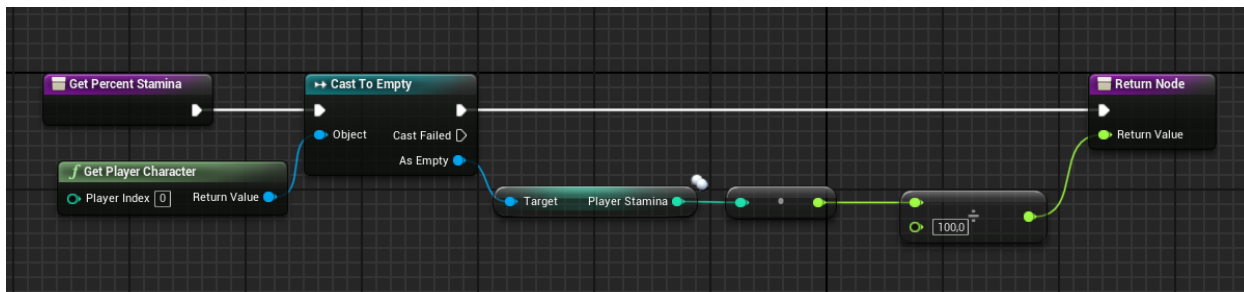 Get Percent Stamina
Cast To Empty
Object
Cast Failed
As Empty
f Get Player Character
Player Index 0 Return Value
Target Player Stamina
÷
100,0
Return Node
Return Value